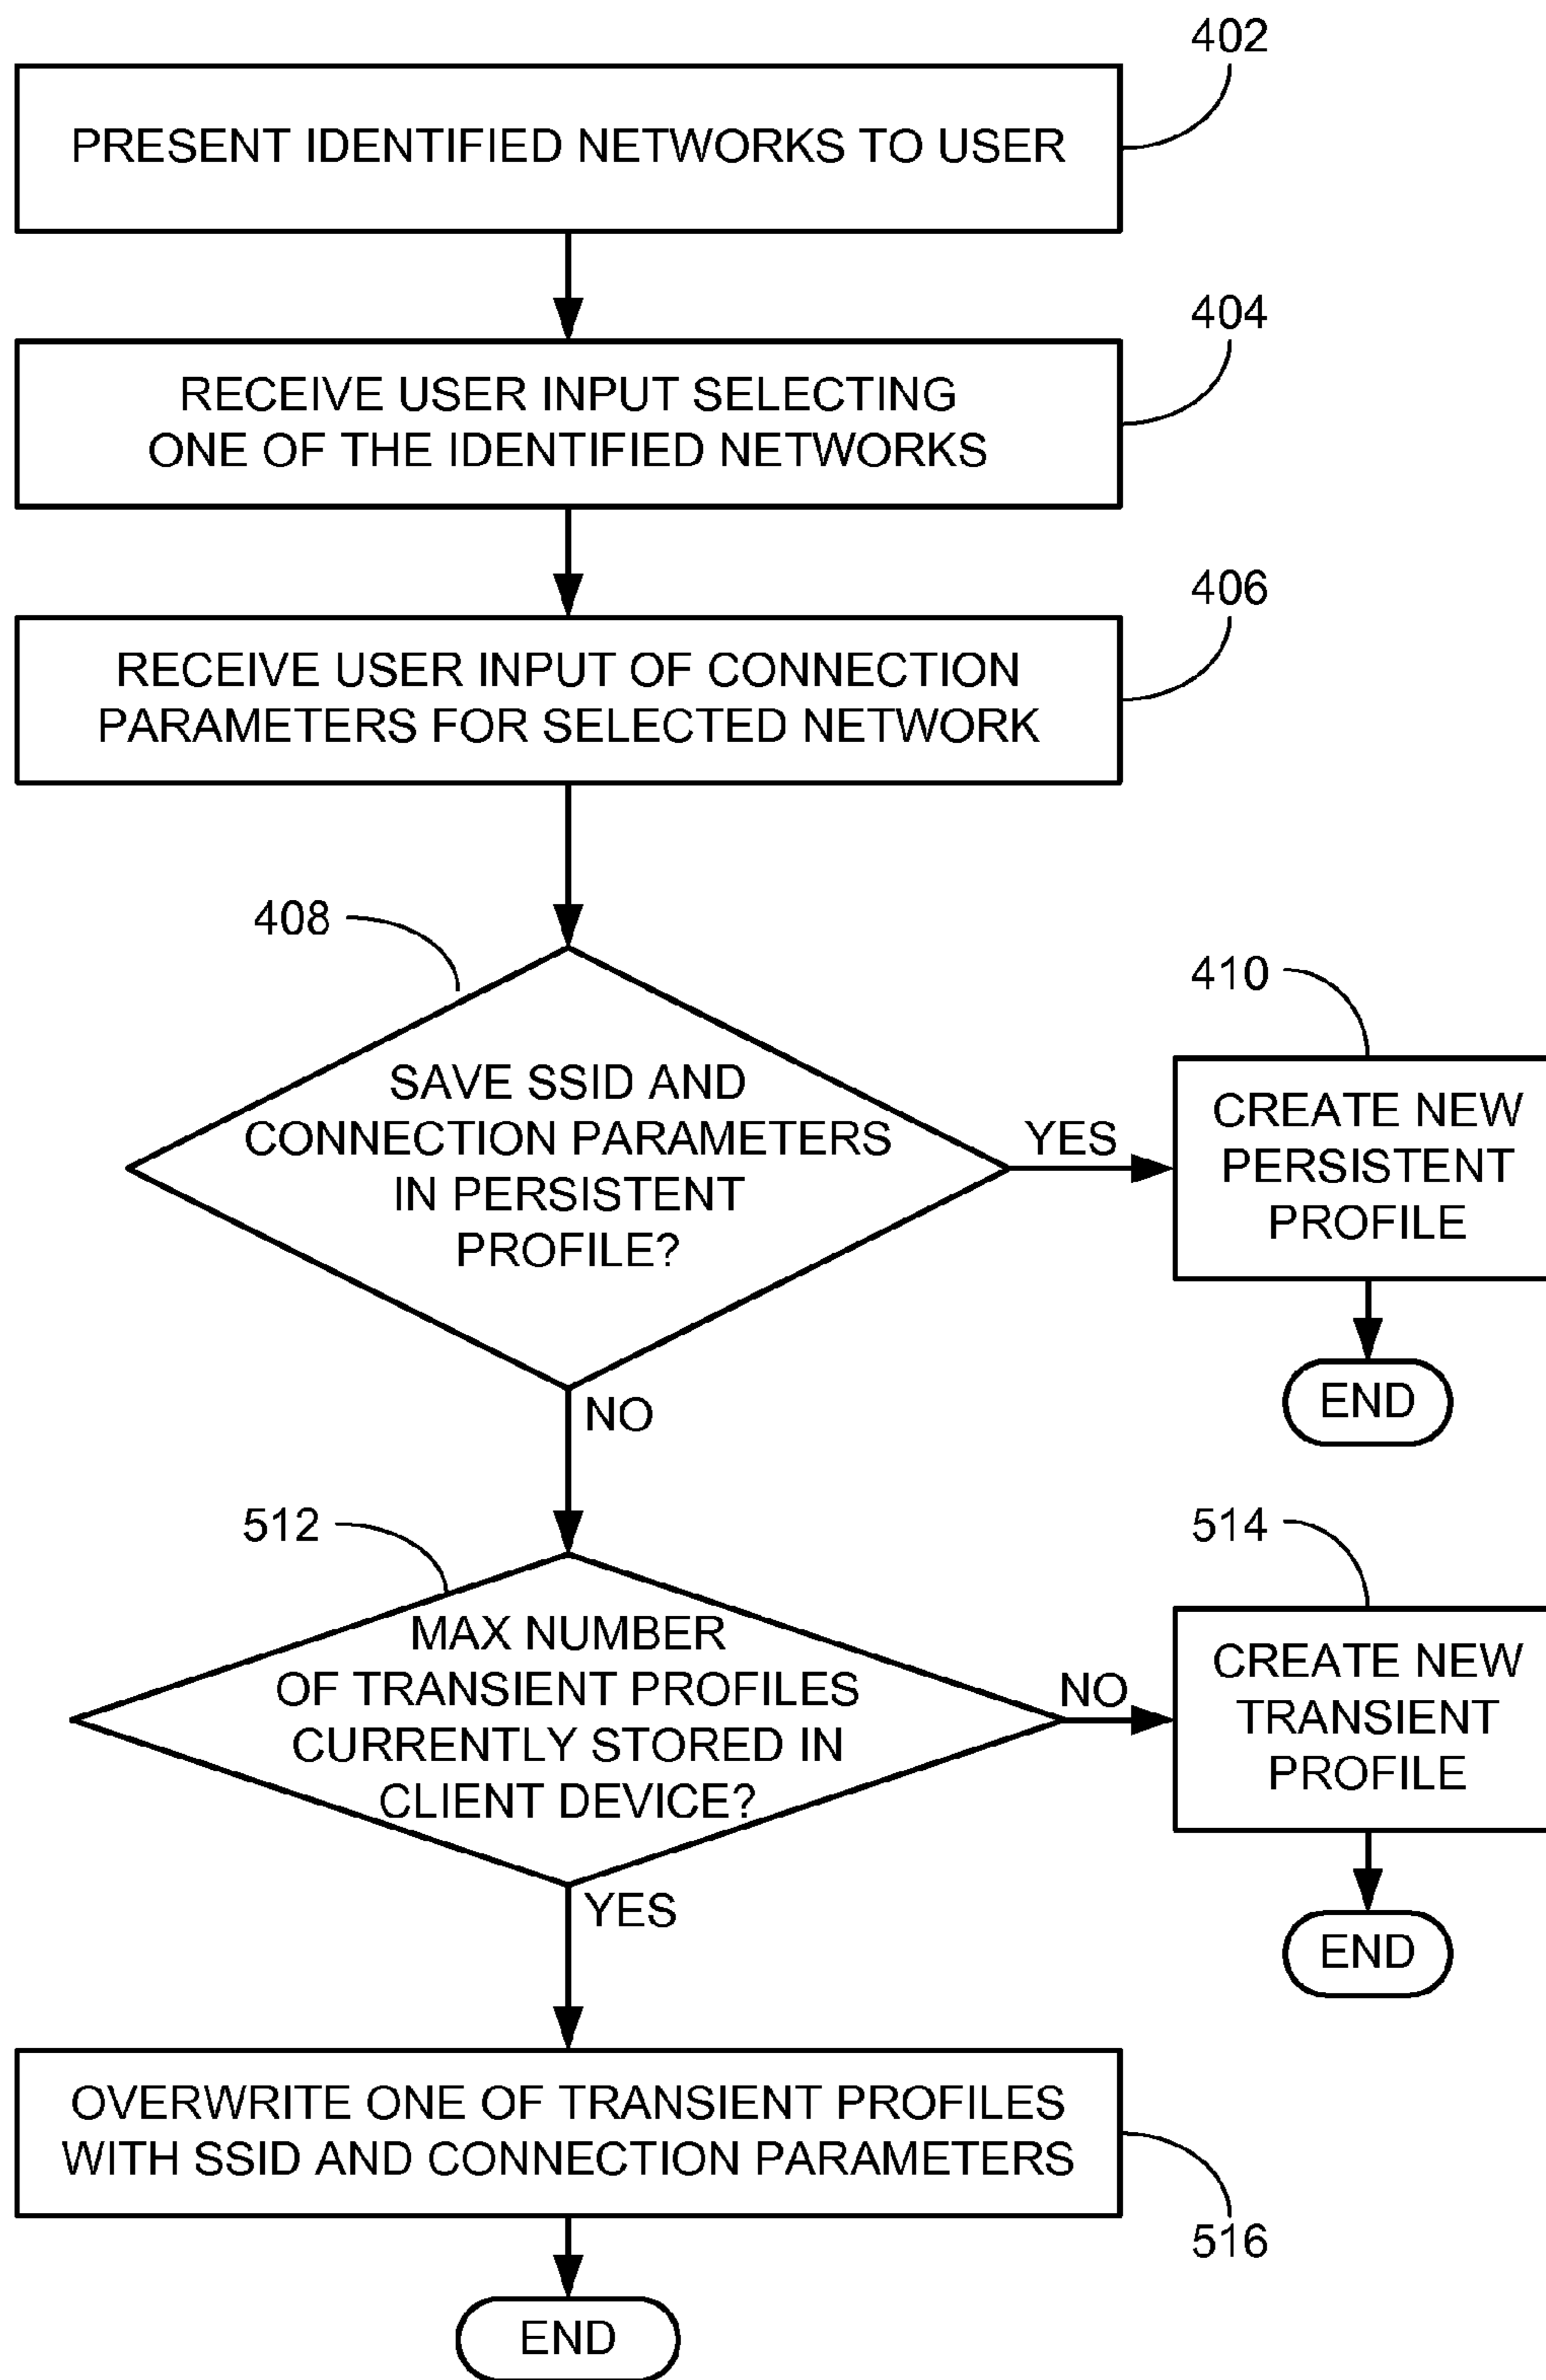 402
PRESENT IDENTIFIED NETWORKS TO USER
404
RECEIVE USER INPUT SELECTING
ONE OF THE IDENTIFIED NETWORKS
406
RECEIVE USER INPUT OF CONNECTION
PARAMETERS FOR SELECTED NETWORK
408
SAVE SSID AND
CONNECTION PARAMETERS
IN PERSISTENT
PROFILE?
YES
410
CREATE NEW
PERSISTENT
PROFILE
END
NO
512
MAX NUMBER
OF TRANSIENT PROFILES
CURRENTLY STORED IN
CLIENT DEVICE?
NO
514
CREATE NEW
TRANSIENT
PROFILE
END
YES
OVERWRITE ONE OF TRANSIENT PROFILES
WITH SSID AND CONNECTION PARAMETERS
516
END